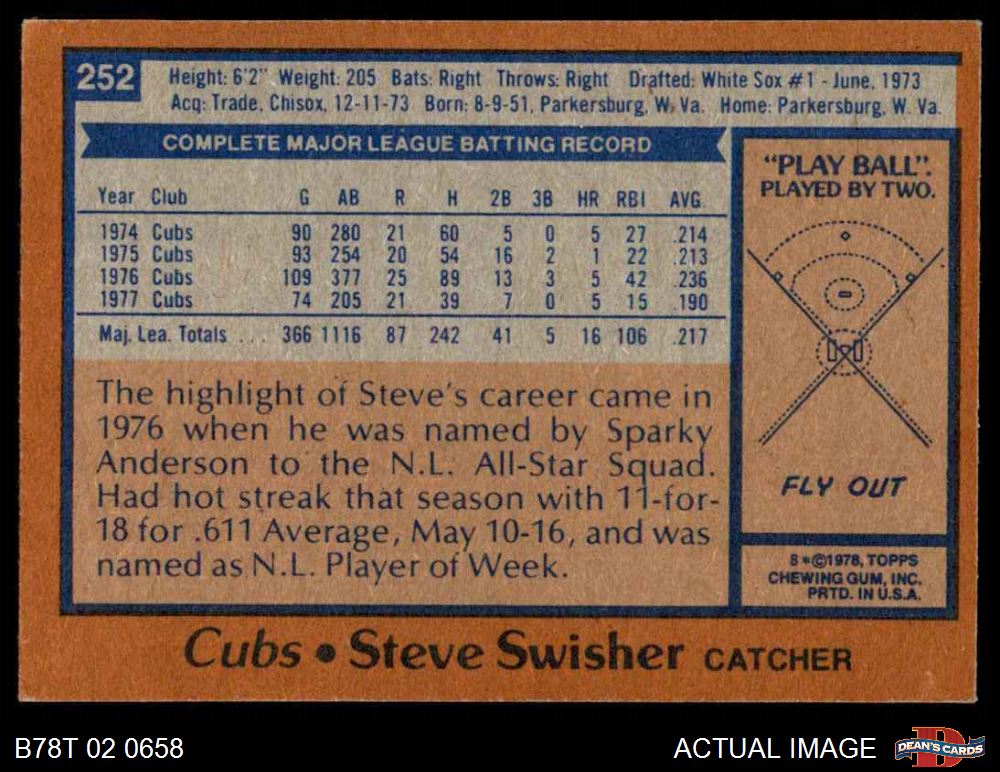 252
Height: 6'2" Weight: 205 Bats: Right Throws: Right Drafted: White Sox #1 - June, 1973
Acq: Trade, Chisox, 12-11-73 Born: 8-9-51, Parkersburg, W. Va. Home: Parkersburg, W. Va.
COMPLETE MAJOR LEAGUE BATTING RECORD
Year Club G AB R H 2B 3B HR RBI AVG
1974 Cubs 90 280 21 60 5 0 5 27 .214
1975 Cubs 93 254 20 54 16 2 1 22 .213
1976 Cubs 109 377 25 89 13 3 5 42 .236
1977 Cubs 74 205 21 39 7 0 5 15 .190
Maj. Lea. Totals ... 366 1116 87 242 41 5 16 106 .217
The highlight of Steve's career came in
1976 when he was named by Sparky
Anderson to the N.L. All-Star Squad.
Had hot streak that season with 11-for-
18 for .611 Average, May 10-16, and was
named as N.L. Player of Week.
"PLAY BALL".
PLAYED BY TWO.
FLY OUT
8*©1978, TOPPS
CHEWING GUM, INC.
PRTD. IN U.S.A.
Cubs • Steve Swisher CATCHER
B78T 02 0658
ACTUAL IMAGE
D
DEAN'S CARDS